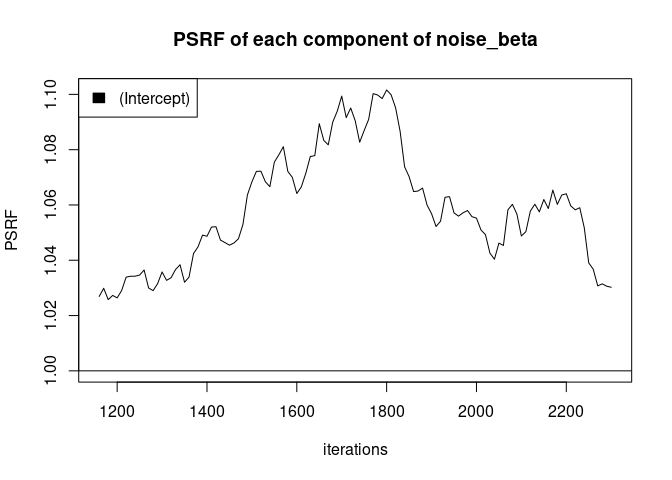 PSRF of each component of noise_beta
(Intercept)
PSRF
1.10
1.08
1.06
1.04
1.02
1.00
1200 1400 1600 1800 2000 2200
iterations